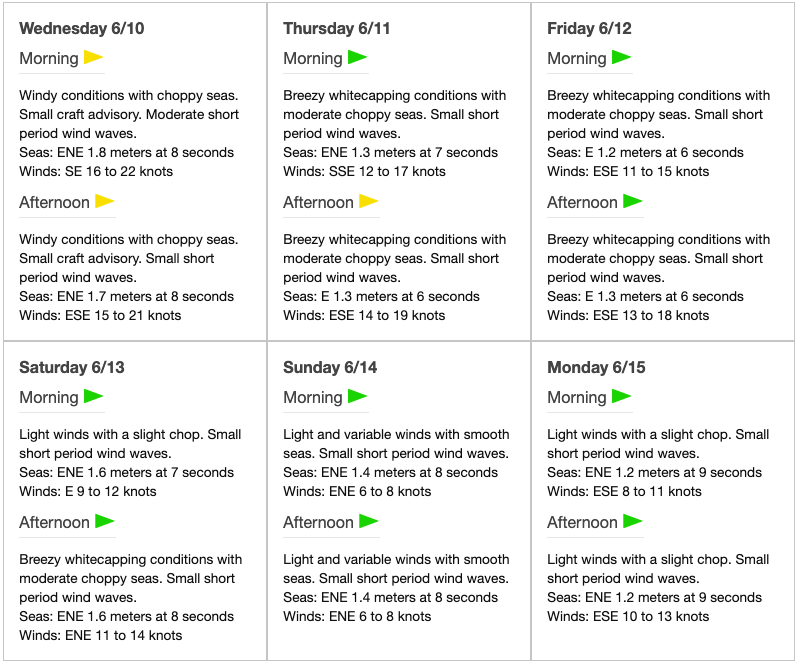 Wednesday 6/10
Morning
Windy conditions with choppy seas.
Small craft advisory. Moderate short
period wind waves.
Seas: ENE 1.8 meters at 8 seconds
Winds: SE 16 to 22 knots
Afternoon
Windy conditions with choppy seas.
Small craft advisory. Small short
period wind waves.
Seas: ENE 1.7 meters at 8 seconds
Winds: ESE 15 to 21 knots
Thursday 6/11
Morning
Breezy whitecapping conditions with
moderate choppy seas. Small short
period wind waves.
Seas: ENE 1.3 meters at 7 seconds
Winds: SSE 12 to 17 knots
Afternoon
Breezy whitecapping conditions with
moderate choppy seas. Small short
period wind waves.
Seas: E 1.3 meters at 6 seconds
Winds: ESE 14 to 19 knots
Friday 6/12
Morning
Breezy whitecapping conditions with
moderate choppy seas. Small short
period wind waves.
Seas: E 1.2 meters at 6 seconds
Winds: ESE 11 to 15 knots
Afternoon
Breezy whitecapping conditions with
moderate choppy seas. Small short
period wind waves.
Seas: E 1.3 meters at 6 seconds
Winds: ESE 13 to 18 knots
Saturday 6/13
Morning
Light winds with a slight chop. Small
short period wind waves.
Seas: ENE 1.6 meters at 7 seconds
Winds: E 9 to 12 knots
Afternoon
Breezy whitecapping conditions with
moderate choppy seas. Small short
period wind waves.
Seas: ENE 1.6 meters at 8 seconds
Winds: ENE 11 to 14 knots
Sunday 6/14
Morning
Light and variable winds with smooth
seas. Small short period wind waves.
Seas: ENE 1.4 meters at 8 seconds
Winds: ENE 6 to 8 knots
Afternoon
Light and variable winds with smooth
seas. Small short period wind waves.
Seas: ENE 1.4 meters at 8 seconds
Winds: ENE 6 to 8 knots
Monday 6/15
Morning
Light winds with a slight chop. Small
short period wind waves.
Seas: ENE 1.2 meters at 9 seconds
Winds: ESE 8 to 11 knots
Afternoon
Light winds with a slight chop. Small
short period wind waves.
Seas: ENE 1.2 meters at 9 seconds
Winds: ESE 10 to 13 knots